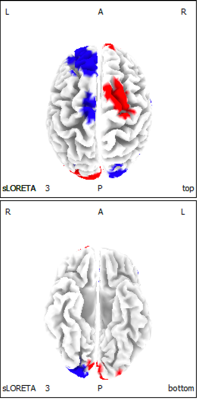 L A R
sLORETA 3 P top
R A L
sLORETA 3 P bottom